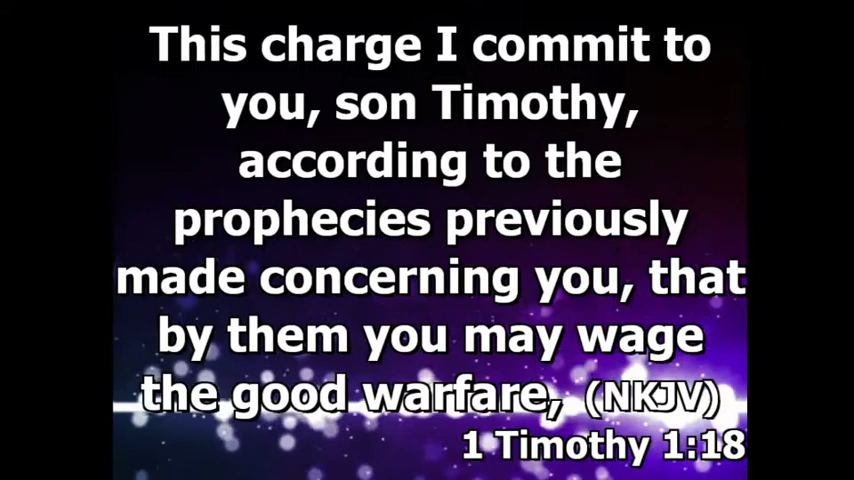 This charge I commit to
you, son Timothy,
according to the
prophecies previously
made concerning you, that
by them you may wage
the good warfare, (NKJV)
1 Timothy 1:18